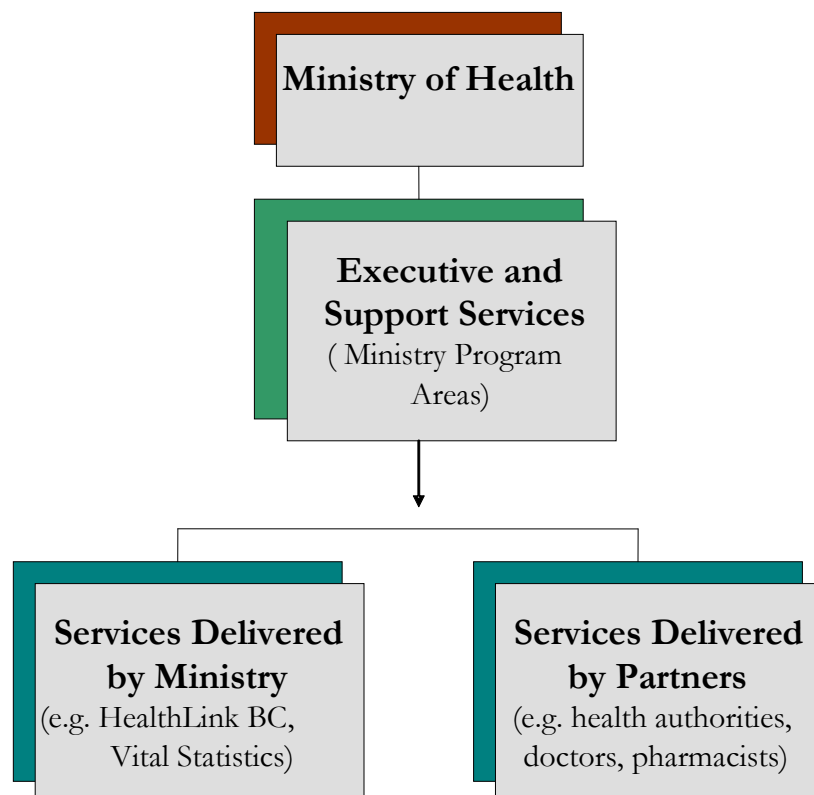 Ministry of Health
Executive and
Support Services
( Ministry Program
Areas)
Services Delivered
by Ministry
(e.g. HealthLink BC,
Vital Statistics)
Services Delivered
by Partners
(e.g. health authorities,
doctors, pharmacists)